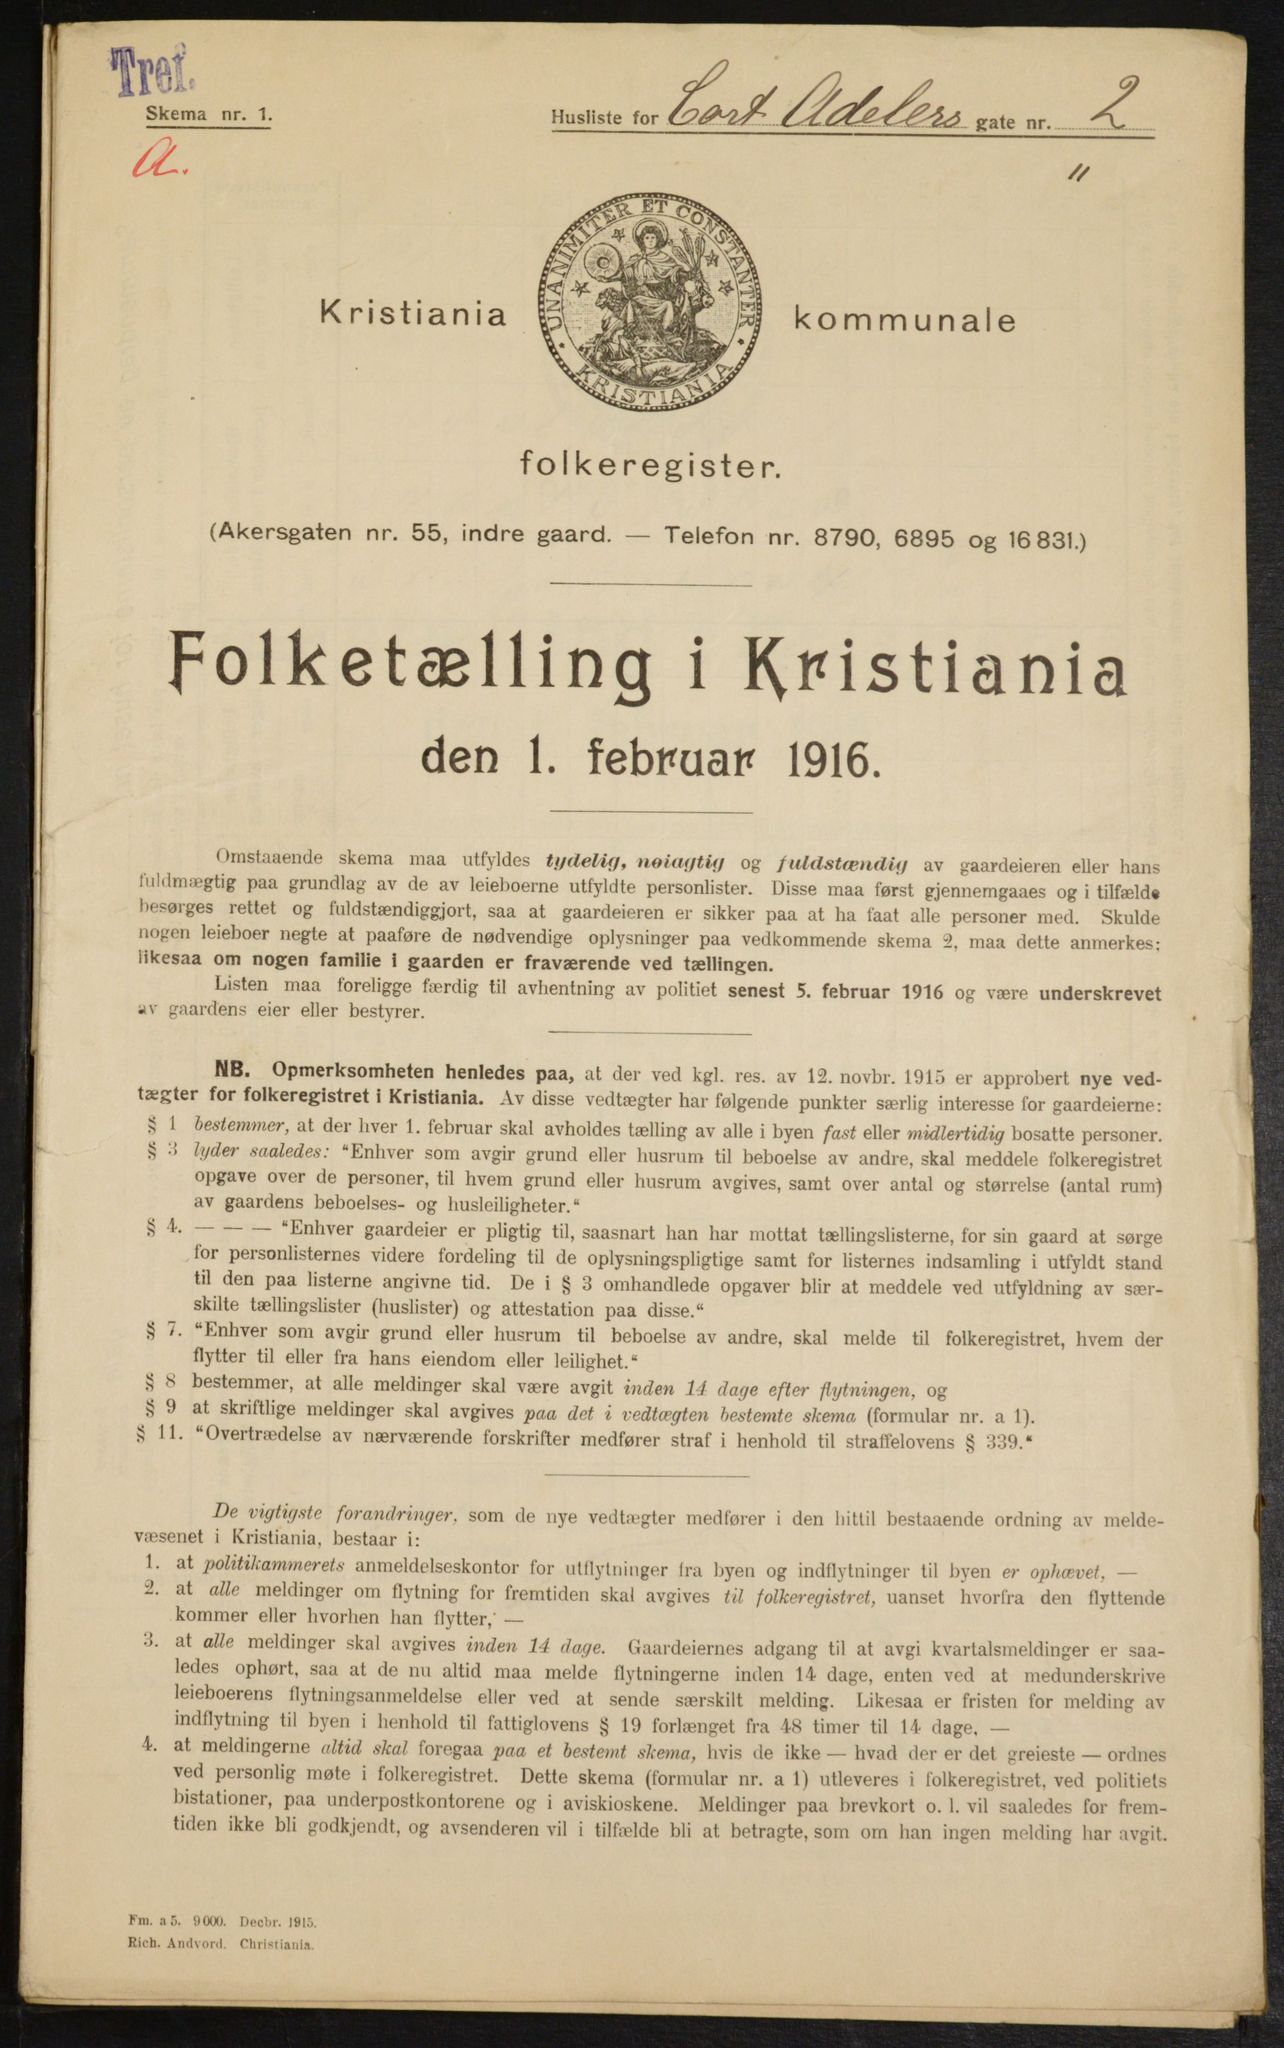 Tref.
Skema nr. 1.
A.
Husliste for Cort Adelers gate nr. 2
"
UNANIMITER ET CONSTANTER
KRISTIANIA
Kristiania kommunale
folkeregister.
(Akersgaten nr. 55, indre gaard. — Telefon nr. 8790, 6895 og 16 831.)
Folketælling i Kristiania
den 1. februar 1916.
Omstaaende skema maa utfyldes tydelig, nøiagtig og fuldstændig av gaardeieren eller hans
fuldmægtig paa grundlag av de av leieboerne utfyldte personlister. Disse maa først gjennemgaaes og i tilfælde
besørges rettet og fuldstændiggjort, saa at gaardeieren er sikker paa at ha faat alle personer med. Skulde
nogen leieboer negte at paaføre de nødvendige oplysninger paa vedkommende skema 2, maa dette anmerkes;
likesaa om nogen familie i gaarden er fraværende ved tællingen.
Listen maa foreligge færdig til avhentning av politiet senest 5. februar 1916 og være underskrevet
av gaardens eier eller bestyrer.
NB. Opmerksomheten henledes paa, at der ved kgl. res. av 12. novbr. 1915 er approbert nye ved-
tægter for folkeregistret i Kristiania. Av disse vedtægter har følgende punkter særlig interesse for gaardeierne:
§ 1 bestemmer, at der hver 1. februar skal avholdes tælling av alle i byen fast eller midlertidig bosatte personer.
§ 3 lyder saaledes: "Enhver som avgir grund eller husrum til beboelse av andre, skal meddele folkeregistret
opgave over de personer, til hvem grund eller husrum avgives, samt over antal og størrelse (antal rum)
av gaardens beboelses- og husleiligheter."
§ 4. — — — "Enhver gaardeier er pligtig til, saasnart han har mottat tællingslisterne, for sin gaard at sørge
for personlisternes videre fordeling til de oplysningspligtige samt for listernes indsamling i utfyldt stand
til den paa listerne angivne tid. De i § 3 omhandlede opgaver blir at meddele ved utfyldning av sær-
skilte tællingslister (huslister) og attestation paa disse."
§ 7. "Enhver som avgir grund eller husrum til beboelse av andre, skal melde til folkeregistret, hvem der
flytter til eller fra hans eiendom eller leilighet."
§ 8 bestemmer, at alle meldinger skal være avgit inden 14 dage efter flytningen, og
§ 9 at skriftlige meldinger skal avgives paa det i vedtægten bestemte skema (formular nr. a 1).
§ 11. "Overtrædelse av nærværende forskrifter medfører straf i henhold til straffelovens § 339."
De vigtigste forandringer, som de nye vedtægter medfører i den hittil bestaaende ordning av melde-
væsenet i Kristiania, bestaar i:
1. at politikammerets anmeldelseskontor for utflytninger fra byen og indflytninger til byen er ophævet, —
2. at alle meldinger om flytning for fremtiden skal avgives til folkeregistret, uanset hvorfra den flyttende
kommer eller hvorhen han flytter, —
3. at alle meldinger skal avgives inden 14 dage. Gaardeiernes adgang til at avgi kvartalsmeldinger er saa-
ledes ophørt, saa at de nu altid maa melde flytningerne inden 14 dage, enten ved at medunderskrive
leieboerens flytningsanmeldelse eller ved at sende særskilt melding. Likesaa er fristen for melding av
indflytning til byen i henhold til fattiglovens § 19 forlænget fra 48 timer til 14 dage, —
4. at meldingerne altid skal foregaa paa et bestemt skema, hvis de ikke — hvad der er det greieste — ordnes
ved personlig møte i folkeregistret. Dette skema (formular nr. a 1) utleveres i folkeregistret, ved politiets
bistationer, paa underpostkontorene og i aviskioskene. Meldinger paa brevkort o. l. vil saaledes for frem-
tiden ikke bli godkjendt, og avsenderen vil i tilfælde bli at betragte, som om han ingen melding har avgit.
Fm. a 5. 9 000. Decbr. 1915.
Rich. Andvord. Christiania.